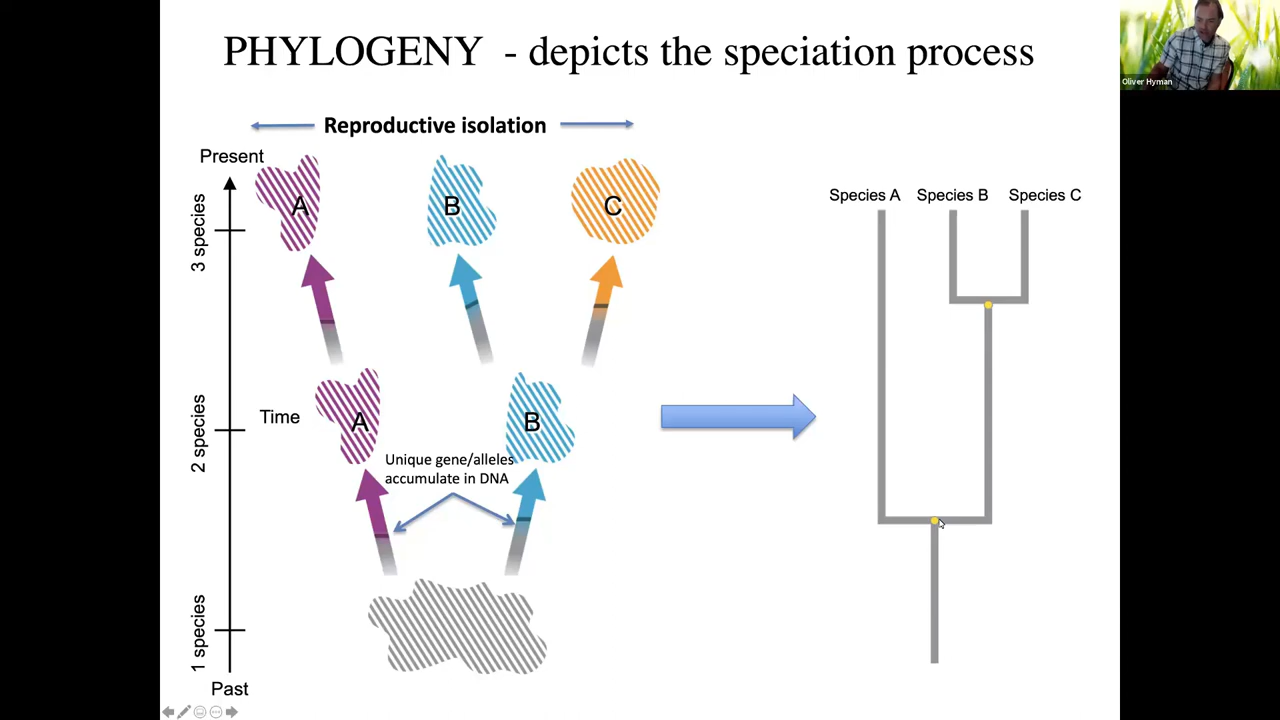 PHYLOGENY - depicts the speciation process
Oliver Hyman
Reproductive isolation
Present
3 species
A
B
C
Species A
Species B
Species C
Time
2 species
A
B
Unique gene/alleles
accumulate in DNA
1 species
Past